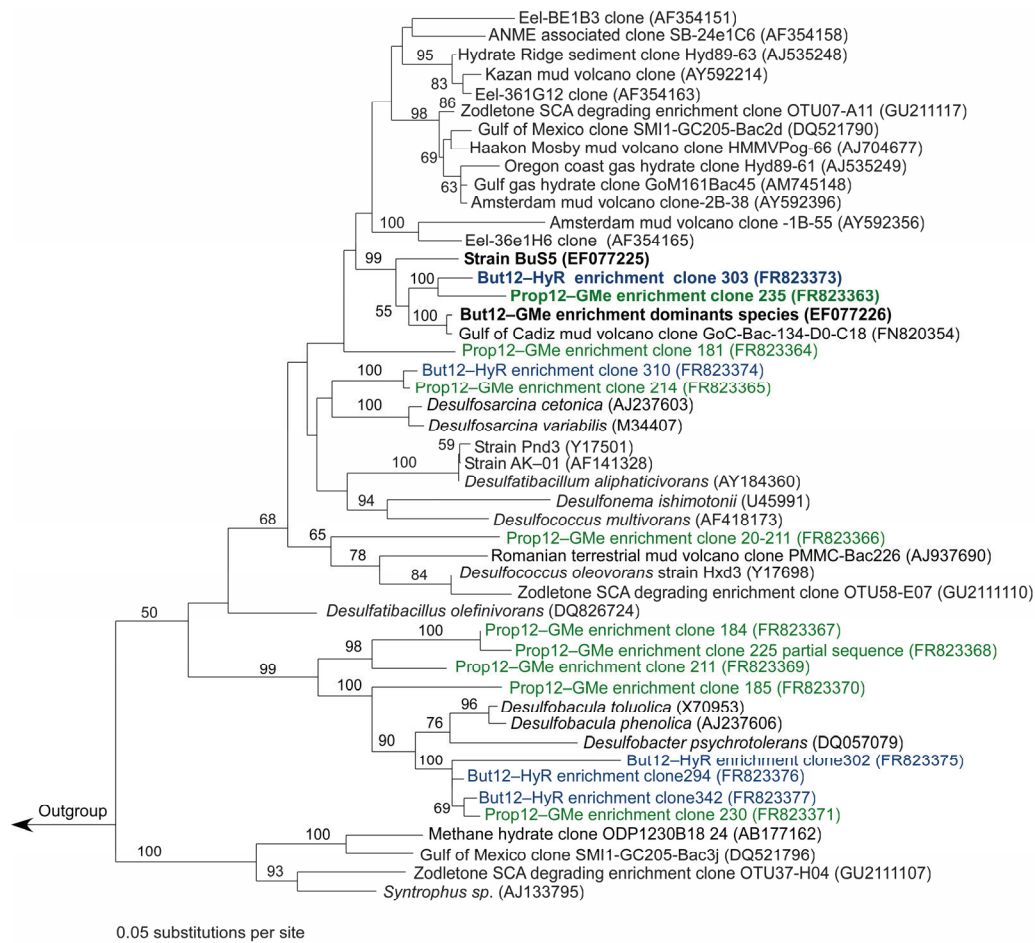 Eel-BE1B3 clone (AF354151)
ANME associated clone SB-24e1C6 (AF354158)
95
Hydrate Ridge sediment clone Hyd89-63 (AJ535248)
Kazan mud volcano clone (AY592214)
83
Eel-361G12 clone (AF354163)
86
98
Zodletone SCA degrading enrichment clone OTU07-A11 (GU211117)
Gulf of Mexico clone SMI1-GC205-Bac2d (DQ521790)
Haakon Mosby mud volcano clone HMMVPog-66 (AJ704677)
69
Oregon coast gas hydrate clone Hyd89-61 (AJ535249)
63
Gulf gas hydrate clone GoM161Bac45 (AM745148)
Amsterdam mud volcano clone-2B-38 (AY592396)
100
Amsterdam mud volcano clone -1B-55 (AY592356)
Eel-36e1H6 clone (AF354165)
99
Strain BuS5 (EF077225)
100
But12–HyR enrichment clone 303 (FR823373)
Prop12–GMe enrichment clone 235 (FR823363)
55
100
But12–GMe enrichment dominants species (EF077226)
Gulf of Cadiz mud volcano clone GoC-Bac-134-D0-C18 (FN820354)
Prop12–GMe enrichment clone 181 (FR823364)
100
But12–HyR enrichment clone 310 (FR823374)
Prop12–GMe enrichment clone 214 (FR823365)
100
Desulfosarcina cetonica (AJ237603)
Desulfosarcina variabilis (M34407)
59
Strain Pnd3 (Y17501)
100
Strain AK–01 (AF141328)
Desulfatibacillum aliphaticivorans (AY184360)
94
Desulfonema ishimotonii (U45991)
Desulfococcus multivorans (AF418173)
68
65
Prop12–GMe enrichment clone 20-211 (FR823366)
78
Romanian terrestrial mud volcano clone PMMC-Bac226 (AJ937690)
84
Desulfococcus oleovorans strain Hxd3 (Y17698)
Zodletone SCA degrading enrichment clone OTU58-E07 (GU2111110)
50
Desulfatibacillus olefinivorans (DQ826724)
100
Prop12–GMe enrichment clone 184 (FR823367)
98
Prop12–GMe enrichment clone 225 partial sequence (FR823368)
99
Prop12–GMe enrichment clone 211 (FR823369)
100
Prop12–GMe enrichment clone 185 (FR823370)
96
Desulfobacula toluolica (X70953)
76
Desulfobacula phenolica (AJ237606)
90
Desulfobacter psychrotolerans (DQ057079)
100
But12–HyR enrichment clone302 (FR823375)
But12–HyR enrichment clone294 (FR823376)
But12–HyR enrichment clone342 (FR823377)
69
Prop12–GMe enrichment clone 230 (FR823371)
Outgroup
100
100
Methane hydrate clone ODP1230B18 24 (AB177162)
Gulf of Mexico clone SMI1-GC205-Bac3j (DQ521796)
93
Zodletone SCA degrading enrichment clone OTU37-H04 (GU2111107)
Syntrophus sp. (AJ133795)
0.05 substitutions per site